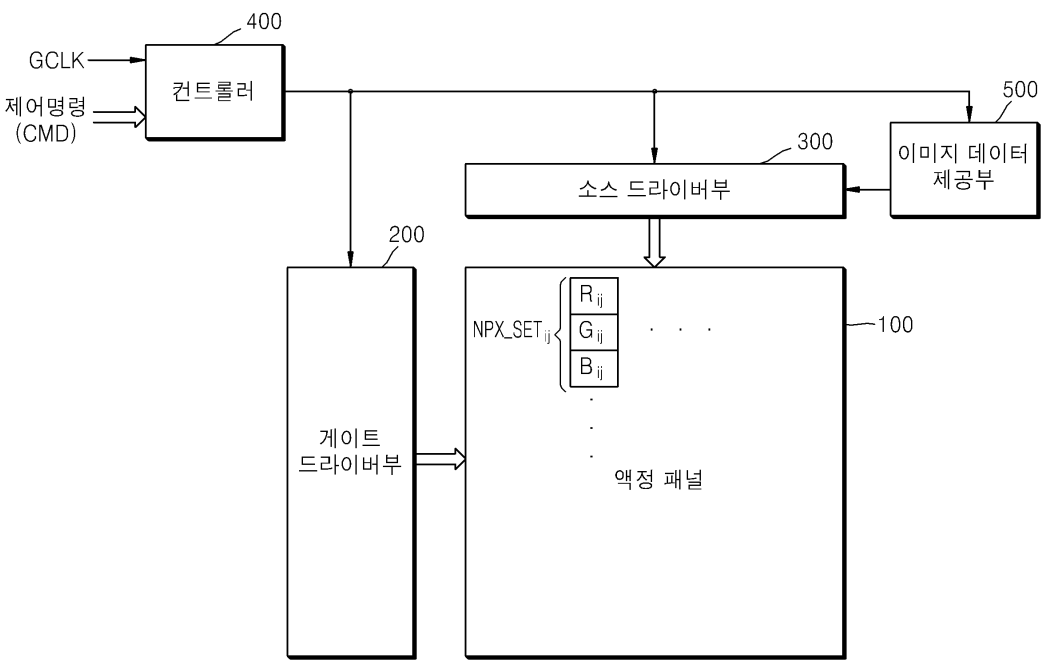 400
GCLK
컨트롤러
제어명령
(CMD)
500
이미지 데이터
제공부
300
소스 드라이버부
200
R ij
NPX_SET ij
G ij
B ij
. . .
100
.
.
.
게이트
드라이버부
액정 패널